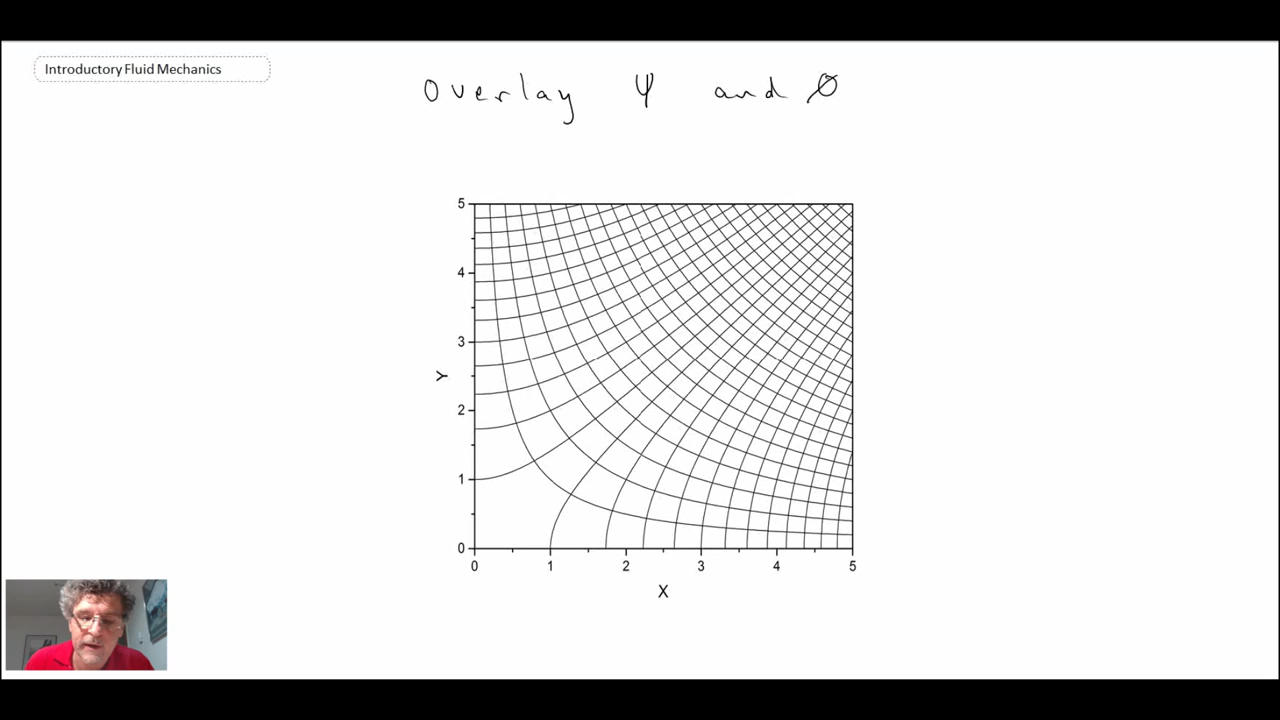 Introductory Fluid Mechanics
Overlay ψ and ∅
5
4
3
2
1
0
Y
0 1 2 3 4 5
X